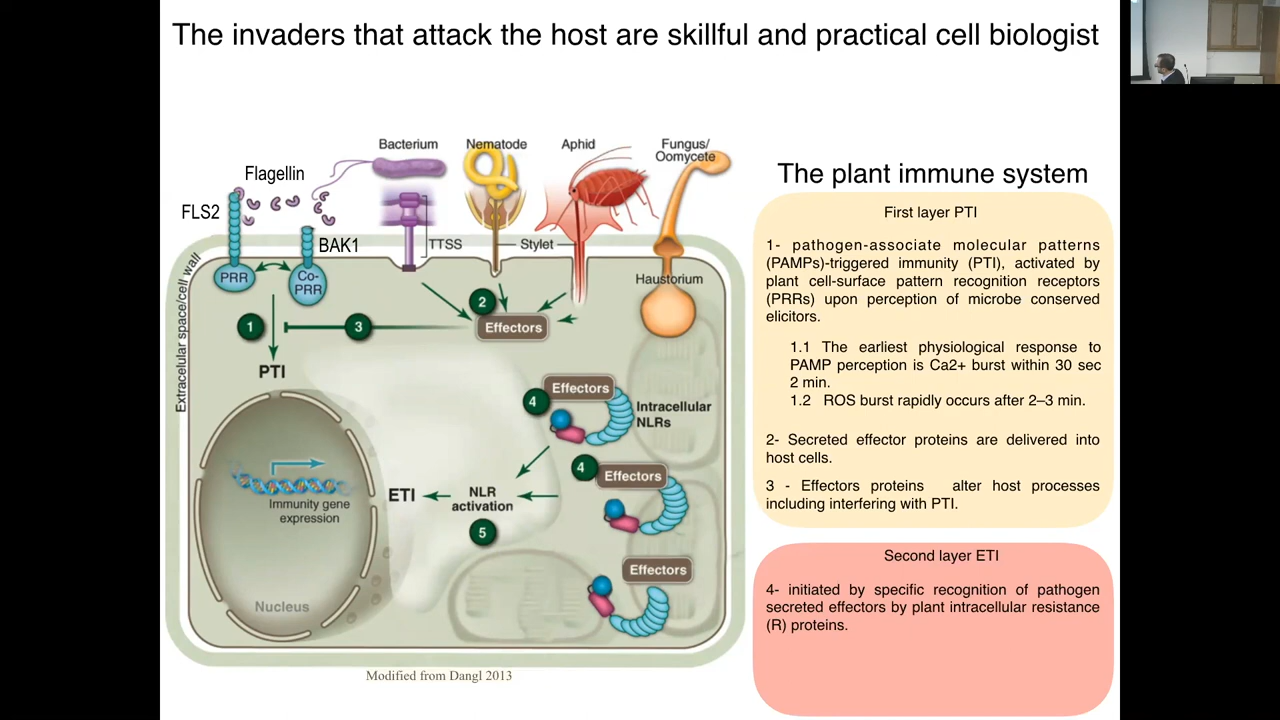 The invaders that attack the host are skillful and practical cell biologist
Bacterium
Nematode
Aphid
Fungus/
Oomycete
Flagellin
FLS2
BAK1
TTSS
Stylet
PRR
Co-
PRR
Haustorium
Extracellular space/cell wall
1
3
2
Effectors
PTI
4
Effectors
Intracellular
NLRs
4
Effectors
ETI
NLR
activation
5
Immunity gene
expression
Effectors
Nucleus
Modified from Dangl 2013
The plant immune system
First layer PTI
1- pathogen-associate molecular patterns
(PAMPs)-triggered immunity (PTI), activated by
plant cell-surface pattern recognition receptors
(PRRs) upon perception of microbe conserved
elicitors.
1.1 The earliest physiological response to
PAMP perception is Ca2+ burst within 30 sec
2 min.
1.2 ROS burst rapidly occurs after 2–3 min.
2- Secreted effector proteins are delivered into
host cells.
3 - Effectors proteins alter host processes
including interfering with PTI.
Second layer ETI
4- initiated by specific recognition of pathogen
secreted effectors by plant intracellular resistance
(R) proteins.